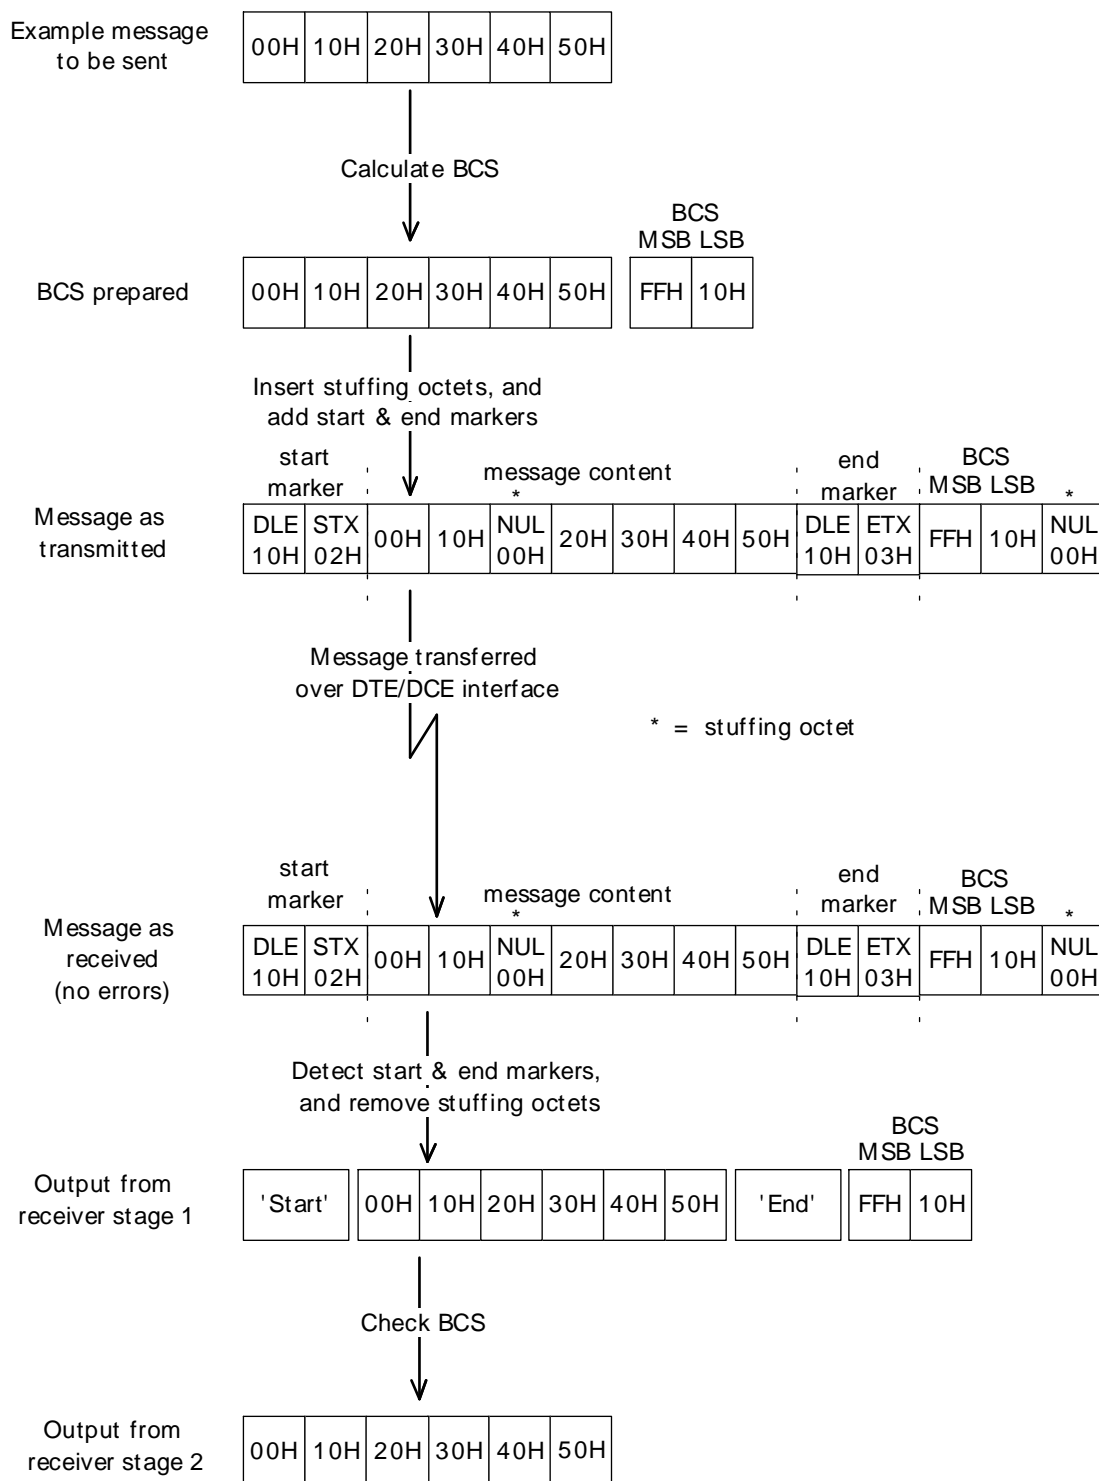 Example message
to be sent
00H 10H 20H 30H 40H 50H
Calculate BCS
BCS
MSB LSB
BCS prepared
00H 10H 20H 30H 40H 50H FFH 10H
Insert stuffing octets, and
add start & end markers
start
marker
message content
*
end
marker
BCS
MSB LSB
*
Message as
transmitted
DLE STX 00H 10H NUL 20H 30H 40H 50H DLE ETX FFH 10H NUL
10H 02H 00H 10H 03H 00H
Message transferred
over DTE/DCE interface
* = stuffing octet
start
marker
message content
*
end
marker
BCS
MSB LSB
*
Message as
received
(no errors)
DLE STX 00H 10H NUL 20H 30H 40H 50H DLE ETX FFH 10H NUL
10H 02H 00H 10H 03H 00H
Detect start & end markers,
and remove stuffing octets
BCS
MSB LSB
Output from
receiver stage 1
'Start' 00H 10H 20H 30H 40H 50H 'End' FFH 10H
Check BCS
Output from
receiver stage 2
00H 10H 20H 30H 40H 50H